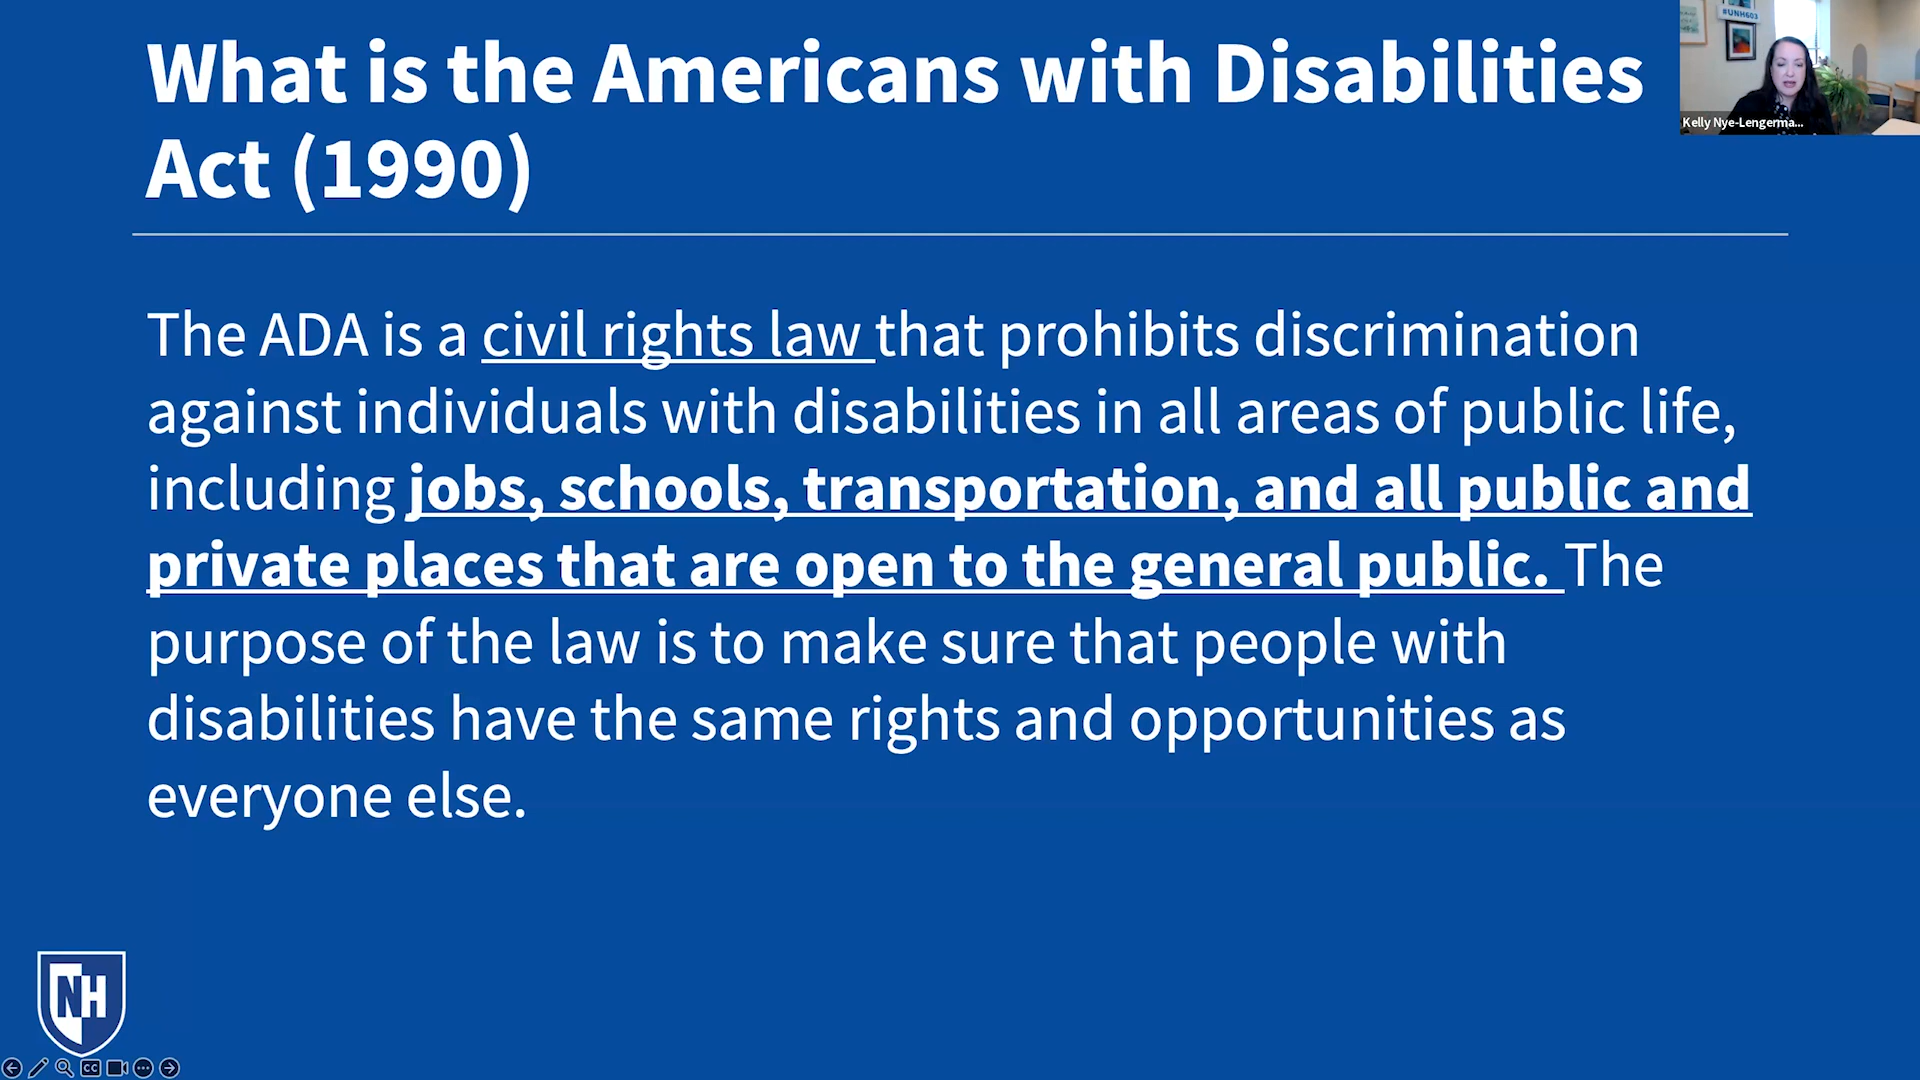 What is the Americans with Disabilities
Act (1990)
#UNH603
Kelly Nye-Lengerma...
The ADA is a civil rights law that prohibits discrimination
against individuals with disabilities in all areas of public life,
including jobs, schools, transportation, and all public and
private places that are open to the general public. The
purpose of the law is to make sure that people with
disabilities have the same rights and opportunities as
everyone else.
NH
CC